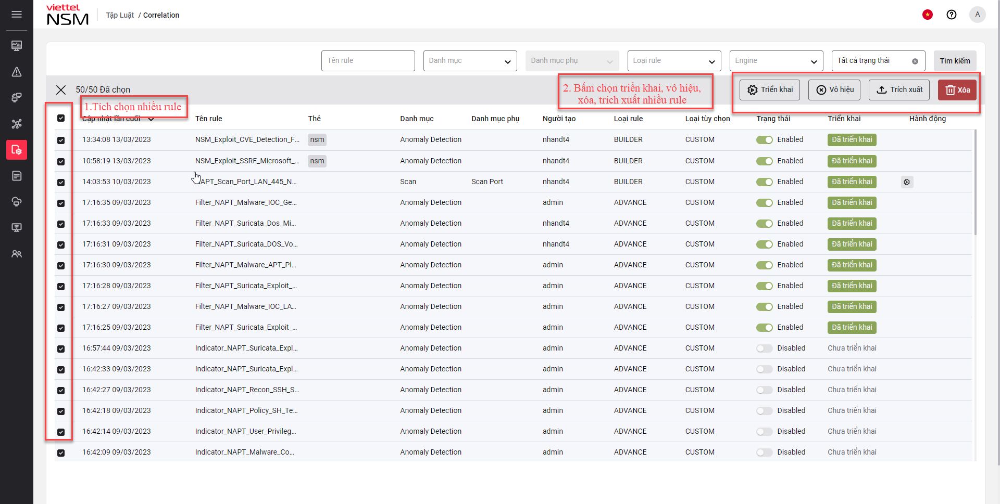 viettel
NSM
Tập Luật / Correlation
A
Tên rule
Danh mục
Danh mục phụ
Loại rule
Engine
Tất cả trạng thái
Tìm kiếm
50/50 Đã chọn
1.Tích chọn nhiều rule
2. Bấm chọn triển khai, vô hiệu,
xóa, trích xuất nhiều rule
Triển khai
Vô hiệu
Trích xuất
Xóa
Cập nhật lần cuối Tên rule Thẻ Danh mục Danh mục phụ Người tạo Loại rule Loại tùy chọn Trạng thái Triển khai Hành động
13:34:08 13/03/2023 NSM_Exploit_CVE_Detection_F... nsm Anomaly Detection nhandt4 BUILDER CUSTOM Enabled Đã triển khai
10:58:19 13/03/2023 NSM_Exploit_SSRF_Microsoft_... nsm Anomaly Detection nhandt4 BUILDER CUSTOM Enabled Đã triển khai
14:03:53 10/03/2023 NAPT_Scan_Port_LAN_445_N... Scan Scan Port nhandt4 BUILDER CUSTOM Enabled Đã triển khai
17:16:35 09/03/2023 Filter_NAPT_Malware_IOC_Ge... Anomaly Detection admin ADVANCE CUSTOM Enabled Đã triển khai
17:16:33 09/03/2023 Filter_NAPT_Suricata_Dos_Mi... Anomaly Detection nhandt4 ADVANCE CUSTOM Enabled Đã triển khai
17:16:31 09/03/2023 Filter_NAPT_Suricata_DOS_Vo... Anomaly Detection nhandt4 ADVANCE CUSTOM Enabled Đã triển khai
17:16:30 09/03/2023 Filter_NAPT_Malware_APT_Pl... Anomaly Detection admin ADVANCE CUSTOM Enabled Đã triển khai
17:16:28 09/03/2023 Filter_NAPT_Suricata_Exploit_... Anomaly Detection admin ADVANCE CUSTOM Enabled Đã triển khai
17:16:27 09/03/2023 Filter_NAPT_Malware_IOC_LA... Anomaly Detection admin ADVANCE CUSTOM Enabled Đã triển khai
17:16:25 09/03/2023 Filter_NAPT_Suricata_Exploit_... Anomaly Detection admin ADVANCE CUSTOM Enabled Đã triển khai
16:57:44 09/03/2023 Indicator_NAPT_Suricata_Expl... Anomaly Detection admin ADVANCE CUSTOM Disabled Chưa triển khai
16:42:33 09/03/2023 Indicator_NAPT_Suricata_Expl... Anomaly Detection admin ADVANCE CUSTOM Disabled Chưa triển khai
16:42:27 09/03/2023 Indicator_NAPT_Recon_SSH_S... Anomaly Detection admin ADVANCE CUSTOM Disabled Chưa triển khai
16:42:18 09/03/2023 Indicator_NAPT_Policy_SH_Te... Anomaly Detection admin ADVANCE CUSTOM Disabled Chưa triển khai
16:42:14 09/03/2023 Indicator_NAPT_User_Privileg... Anomaly Detection admin ADVANCE CUSTOM Disabled Chưa triển khai
16:42:09 09/03/2023 Indicator_NAPT_Malware_Co... Anomaly Detection admin ADVANCE CUSTOM Disabled Chưa triển khai